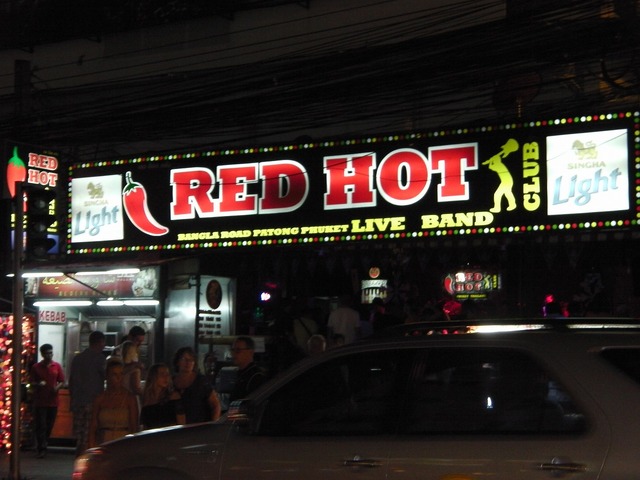 RED HOT
CLUB
SINGHA
Light
SINGHA
Light
BANGLA ROAD PATONG PHUKET LIVE BAND
RED
HOT
KEBAB
RED
HOT